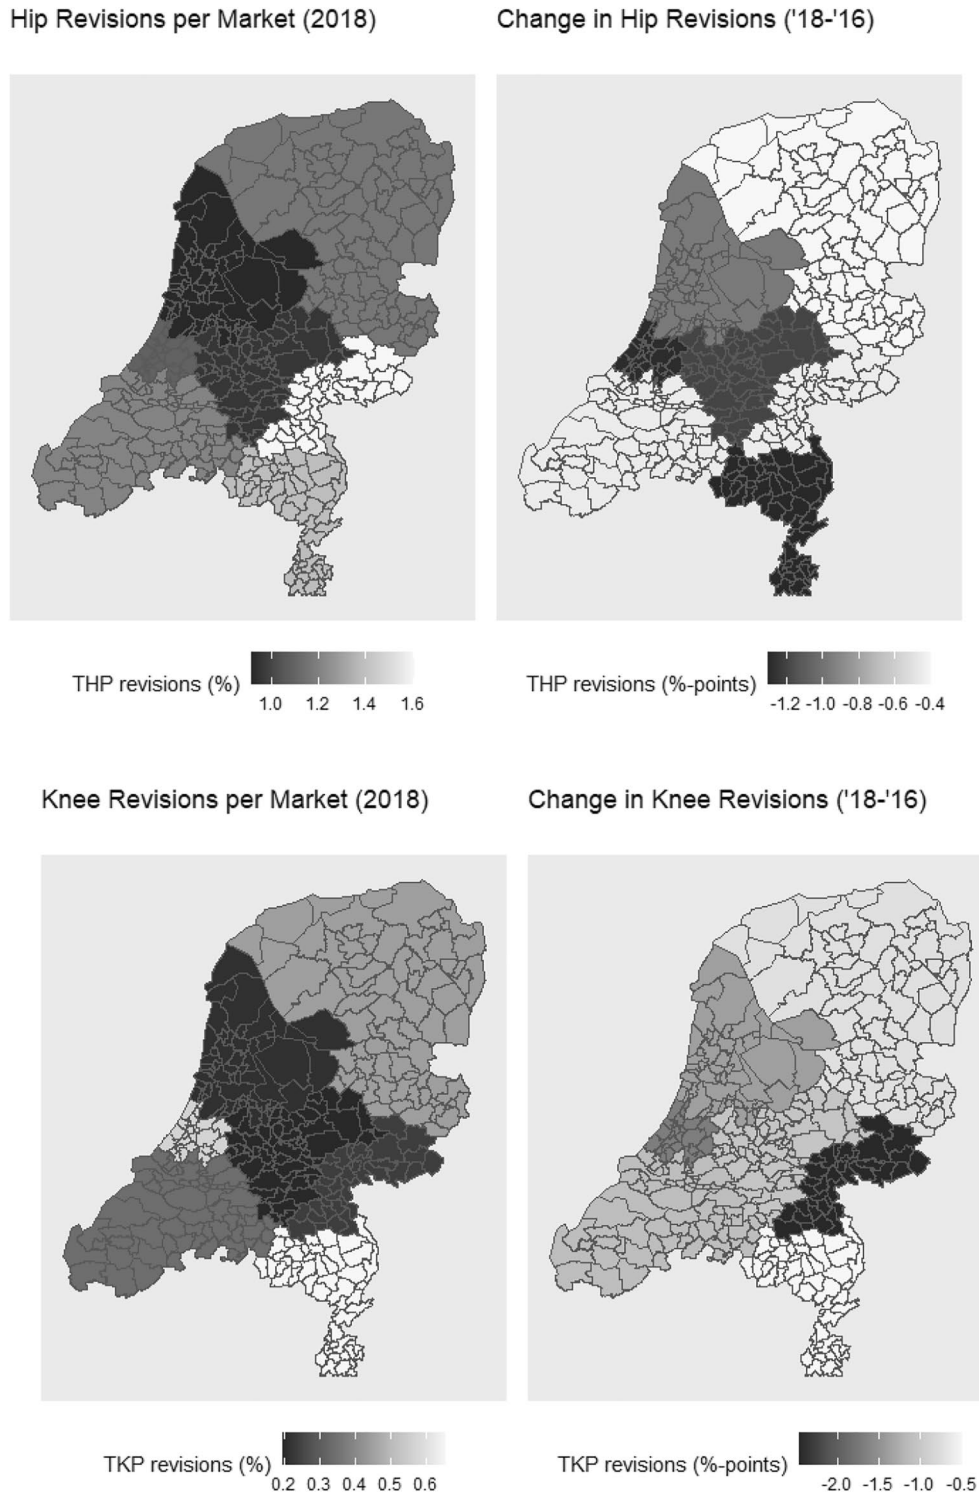 Hip Revisions per Market (2018)
Change in Hip Revisions ('18-'16)
THP revisions (%)
1.0 1.2 1.4 1.6
THP revisions (%-points)
-1.2 -1.0 -0.8 -0.6 -0.4
Knee Revisions per Market (2018)
Change in Knee Revisions ('18-'16)
TKP revisions (%)
0.2 0.3 0.4 0.5 0.6
TKP revisions (%-points)
-2.0 -1.5 -1.0 -0.5